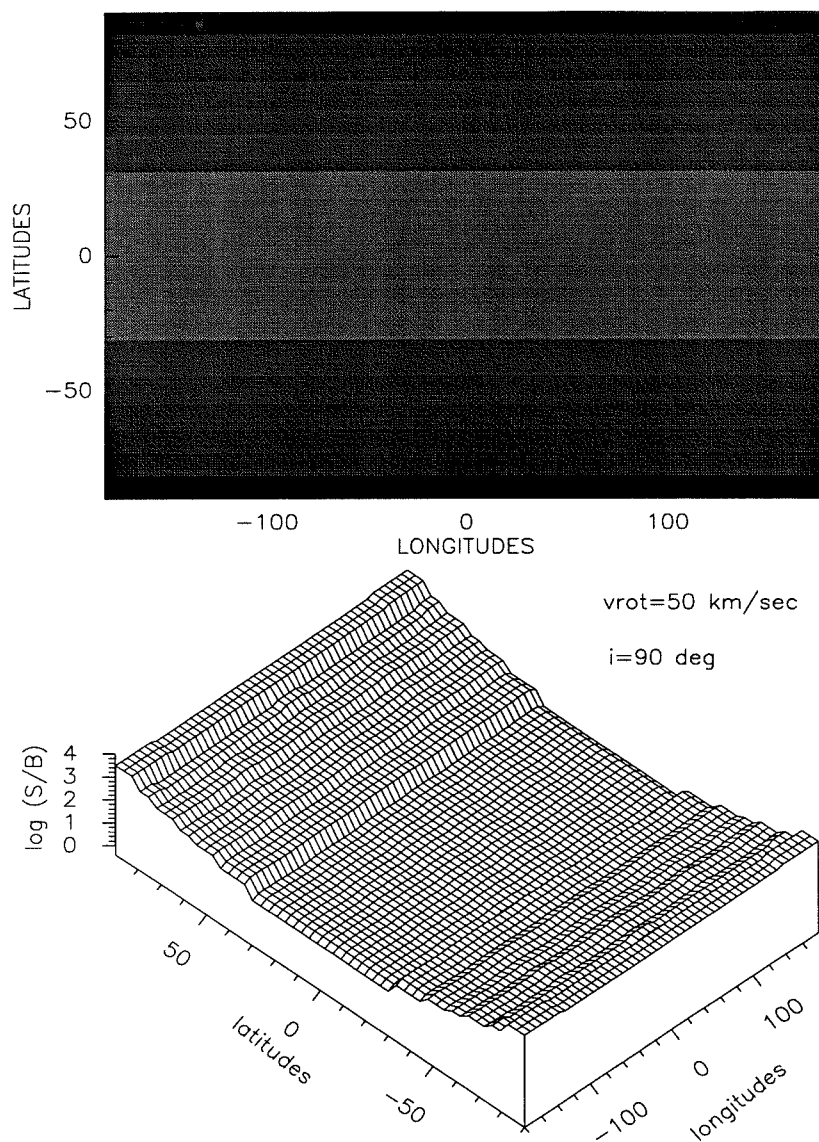 50
0
−50
LATITUDES
−100 0 100
LONGITUDES
vrot=50 km/sec
i=90 deg
log (S/B)
4
3
2
1
0
50
0
−50
latitudes
−100
0
100
longitudes